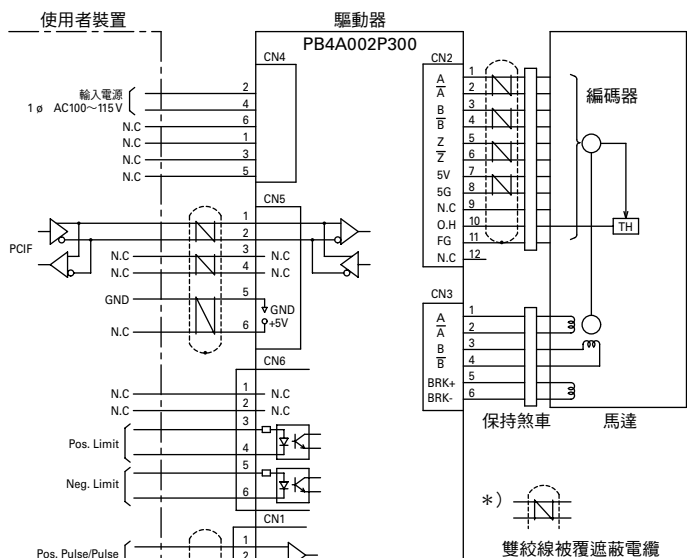 使用者裝置
驅動器
PB4A002P300
CN4
輸入電源
1 ø AC100～115V
2
4
N.C 6
N.C 1
N.C 3
N.C 5
CN5
PCIF
1
2
N.C 3 N.C
N.C 4 N.C
GND 5 GND
+5V
N.C 6
CN6
N.C 1 N.C
N.C 2 N.C
3
Pos. Limit
4
5
Neg. Limit
6
CN1
Pos. Pulse/Pulse
1
2
CN2
A 1
A̅ 2
B 3
B̅ 4
Z 5
Z̅ 6
5V 7
5G 8
N.C 9
O.H 10
FG 11
N.C 12
編碼器
TH
CN3
A 1
A̅ 2
B 3
B̅ 4
BRK+ 5
BRK- 6
保持煞車
馬達
＊）
雙絞線被覆遮蔽電纜